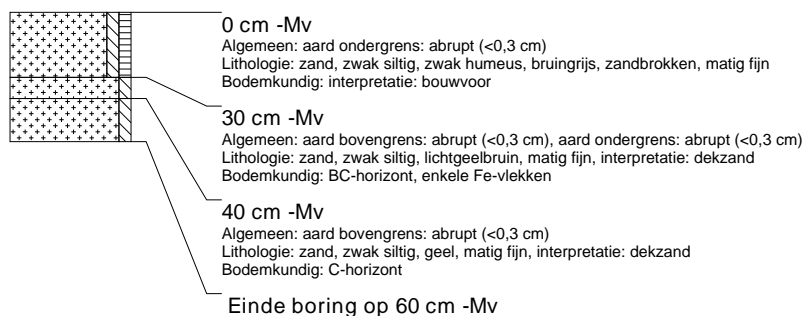 0 cm -Mv
Algemeen: aard ondergrens: abrupt (<0,3 cm)
Lithologie: zand, zwak siltig, zwak humeus, bruingrijs, zandbrokken, matig fijn
Bodemkundig: interpretatie: bouwvoor
30 cm -Mv
Algemeen: aard bovengrens: abrupt (<0,3 cm), aard ondergrens: abrupt (<0,3 cm)
Lithologie: zand, zwak siltig, lichtgeelbruin, matig fijn, interpretatie: dekzand
Bodemkundig: BC-horizont, enkele Fe-vlekken
40 cm -Mv
Algemeen: aard bovengrens: abrupt (<0,3 cm)
Lithologie: zand, zwak siltig, geel, matig fijn, interpretatie: dekzand
Bodemkundig: C-horizont
Einde boring op 60 cm -Mv